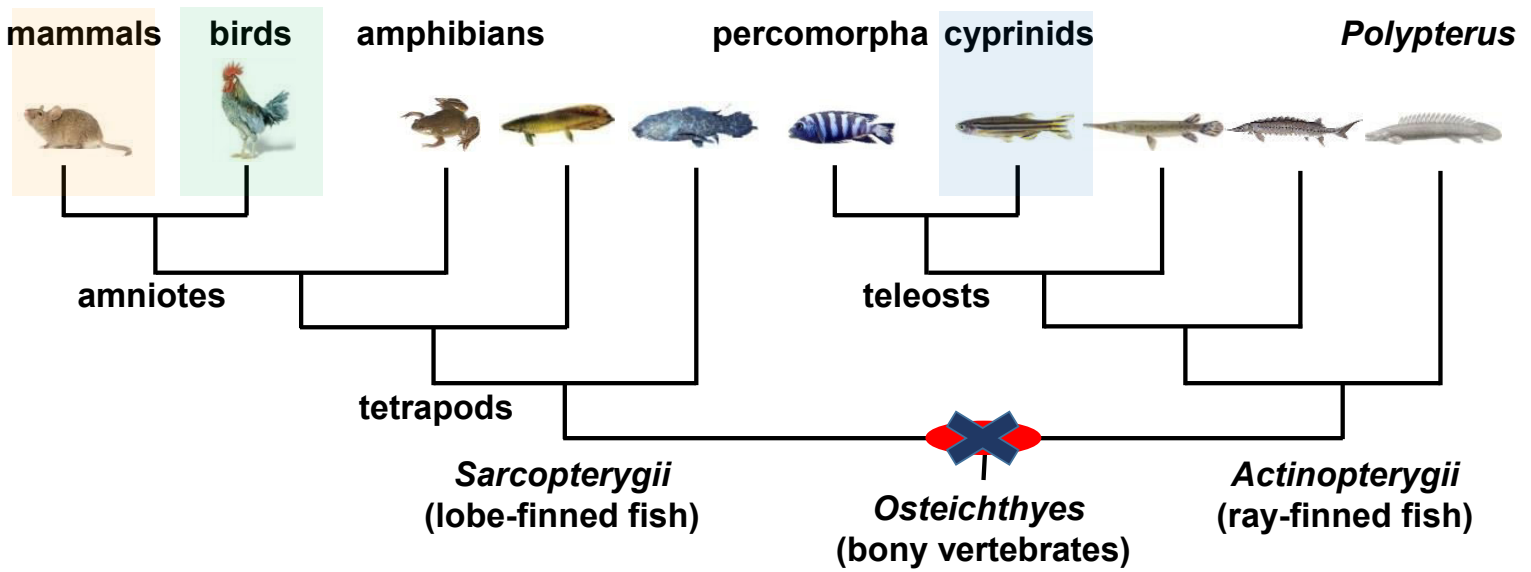 mammals
birds
amphibians
percomorpha
cyprinids
Polypterus
amniotes
teleosts
tetrapods
Sarcopterygii
(lobe-finned fish)
Osteichthyes
(bony vertebrates)
Actinopterygii
(ray-finned fish)